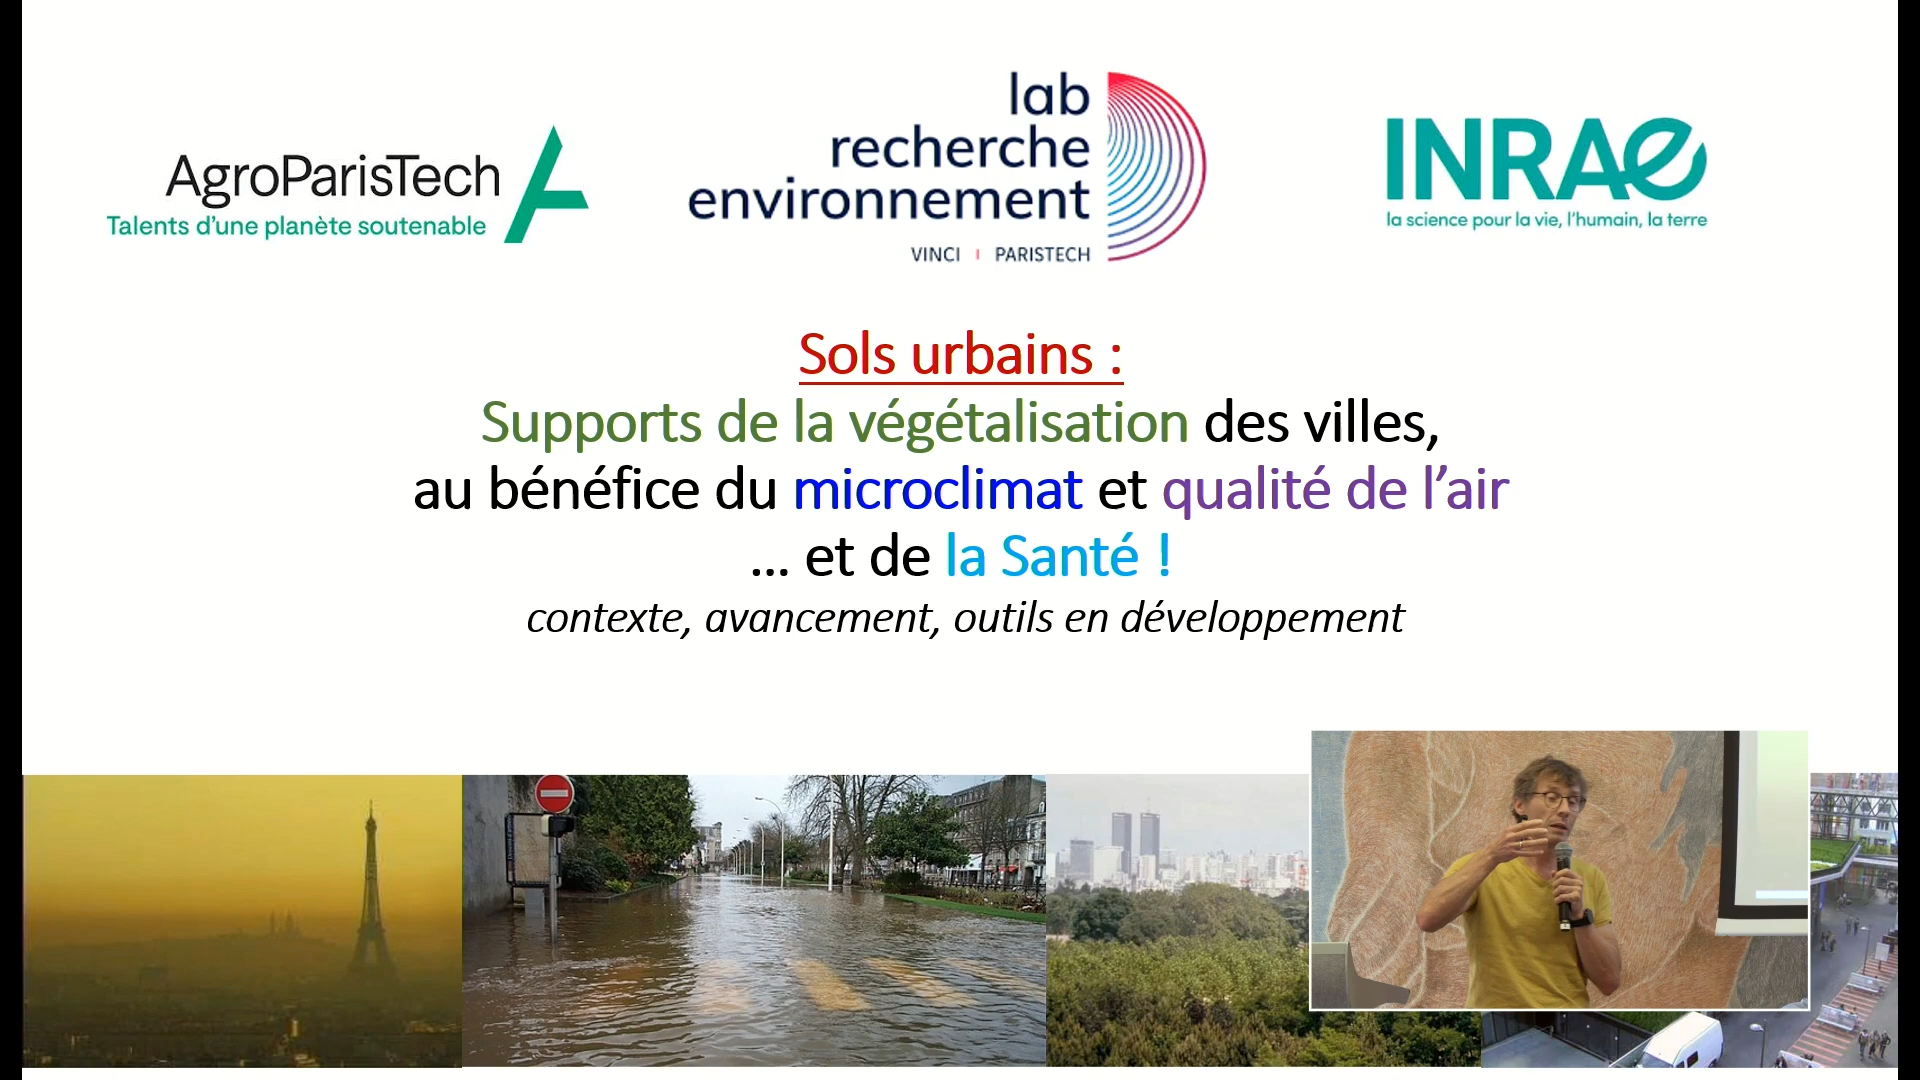 AgroParisTech
Talents d'une planète soutenable
lab
recherche
environnement
VINCI | PARISTECH
INRAE
la science pour la vie, l'humain, la terre
Sols urbains :
Supports de la végétalisation des villes,
au bénéfice du microclimat et qualité de l'air
... et de la Santé !
contexte, avancement, outils en développement